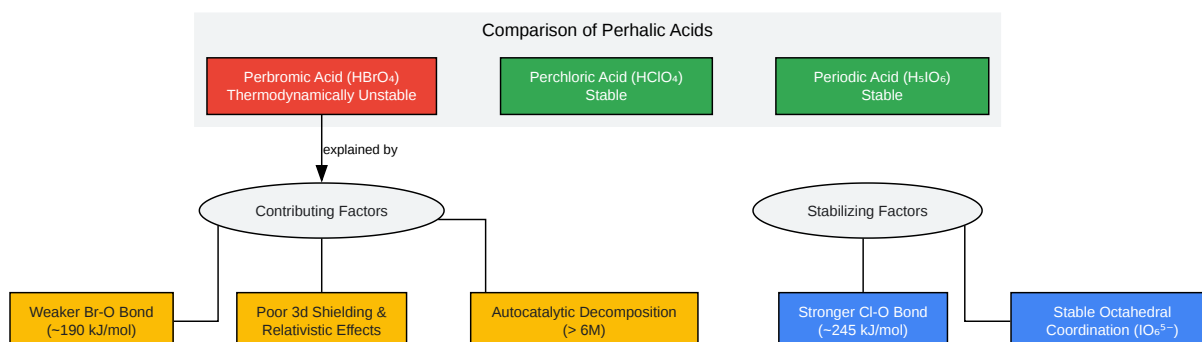 Comparison of Perhalic Acids
Perbromic Acid (HBrO₄)
Thermodynamically Unstable
Perchloric Acid (HClO₄)
Stable
Periodic Acid (H₅IO₆)
Stable
explained by
Contributing Factors
Stabilizing Factors
Weaker Br-O Bond
(~190 kJ/mol)
Poor 3d Shielding &
Relativistic Effects
Autocatalytic Decomposition
(> 6M)
Stronger Cl-O Bond
(~245 kJ/mol)
Stable Octahedral
Coordination (IO₆⁵⁻)